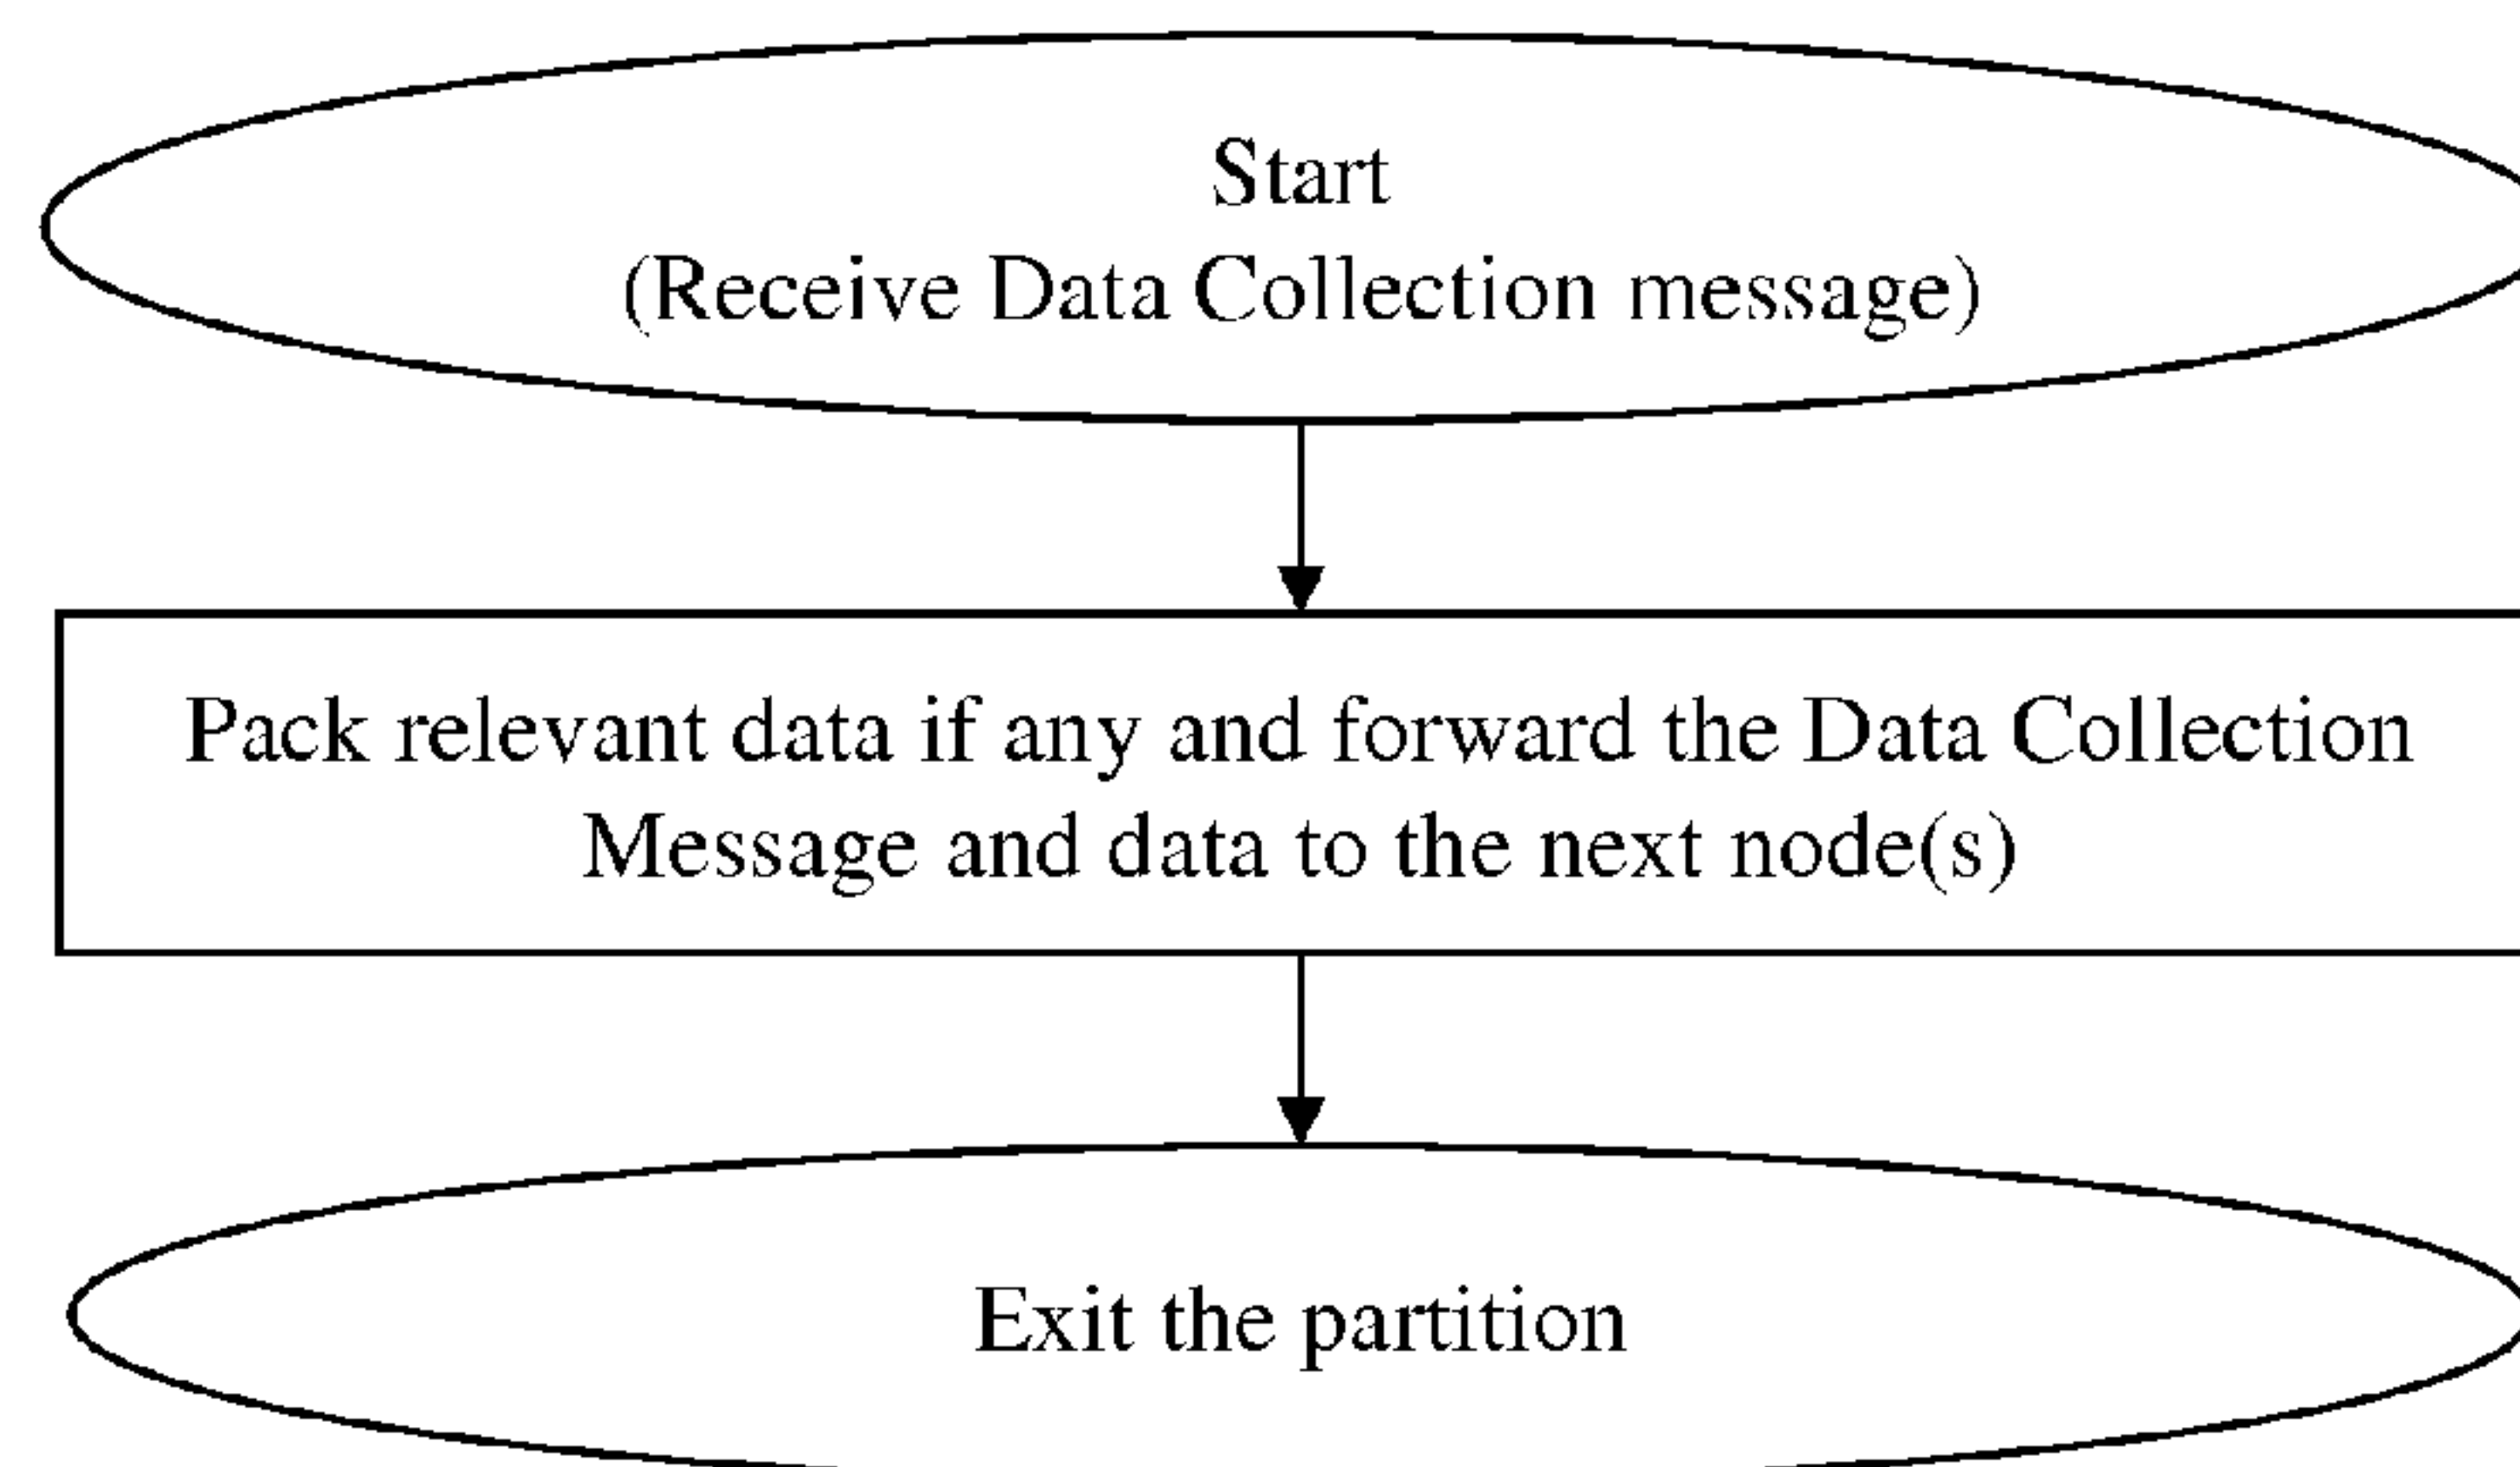 Start
(Receive Data Collection message)
Pack relevant data if any and forward the Data Collection
Message and data to the next node(s)
Exit the partition